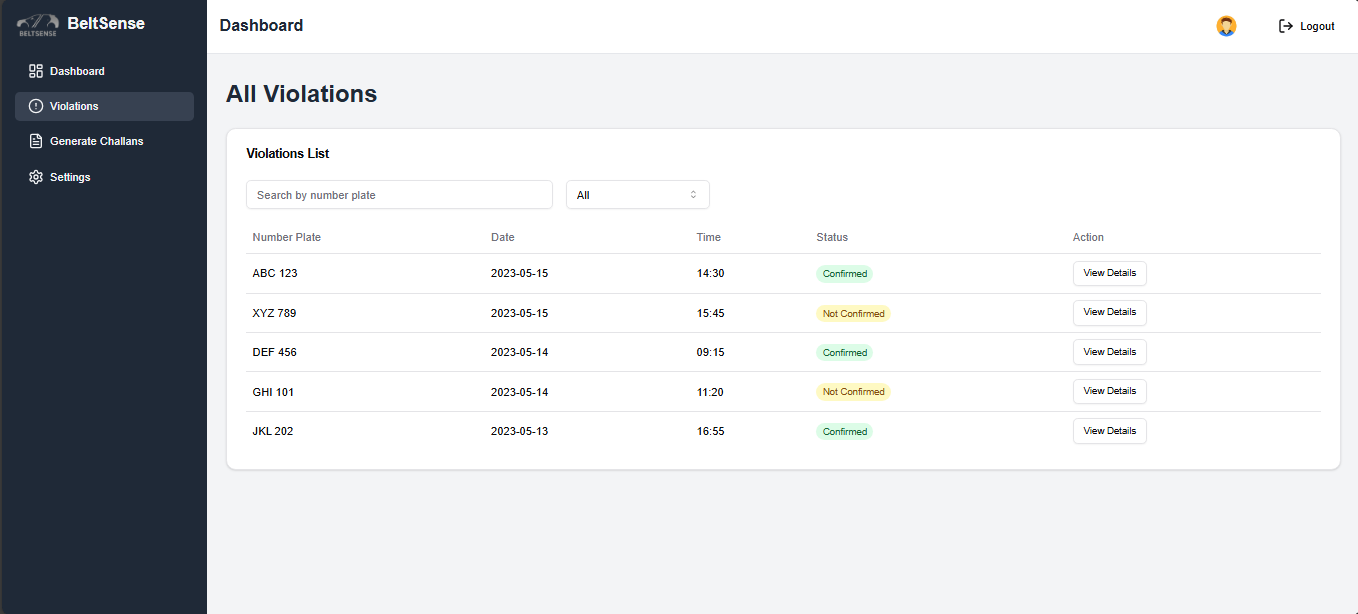 BELTSENSE
BeltSense
Dashboard
Violations
Generate Challans
Settings
Dashboard
Logout
All Violations
Violations List
Search by number plate
All
Number Plate Date Time Status Action
ABC 123 2023-05-15 14:30 Confirmed View Details
XYZ 789 2023-05-15 15:45 Not Confirmed View Details
DEF 456 2023-05-14 09:15 Confirmed View Details
GHI 101 2023-05-14 11:20 Not Confirmed View Details
JKL 202 2023-05-13 16:55 Confirmed View Details